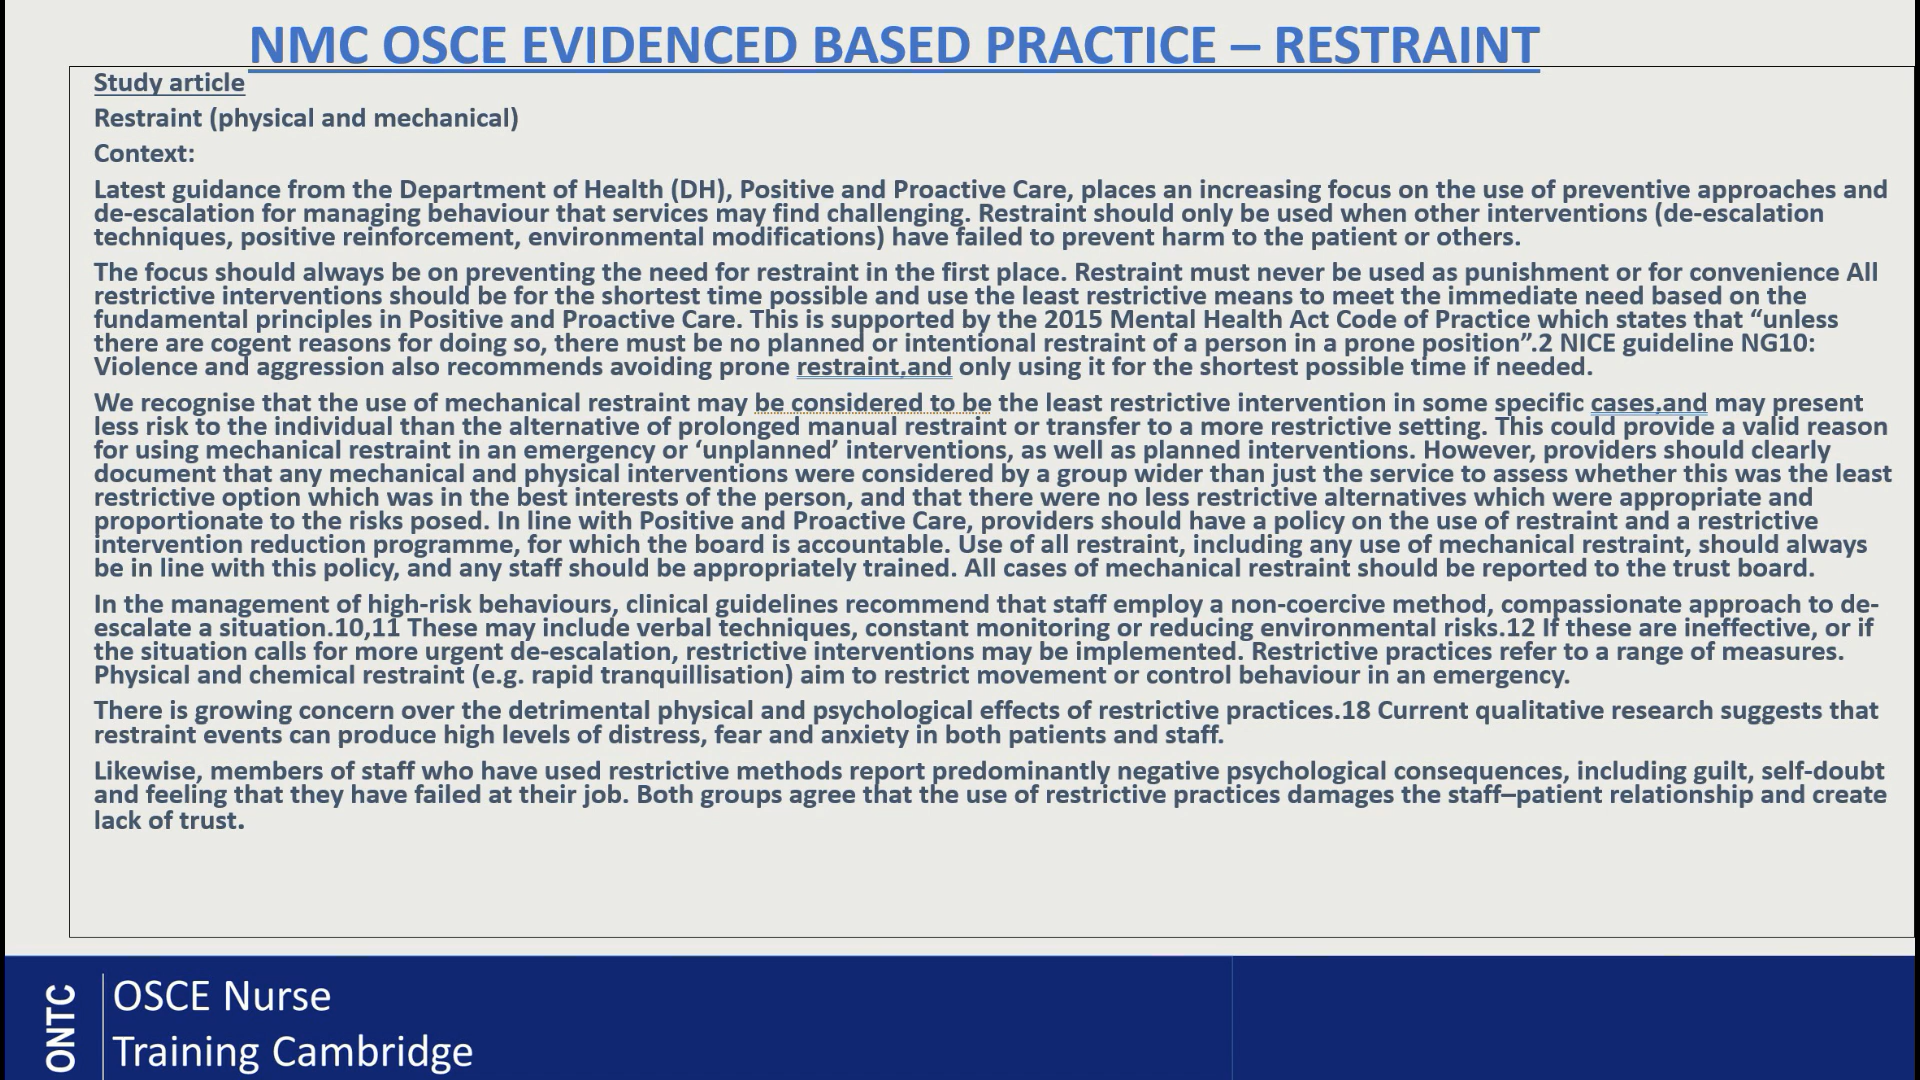 NMC OSCE EVIDENCED BASED PRACTICE – RESTRAINT
Study article
Restraint (physical and mechanical)
Context:
Latest guidance from the Department of Health (DH), Positive and Proactive Care, places an increasing focus on the use of preventive approaches and
de-escalation for managing behaviour that services may find challenging. Restraint should only be used when other interventions (de-escalation
techniques, positive reinforcement, environmental modifications) have failed to prevent harm to the patient or others.
The focus should always be on preventing the need for restraint in the first place. Restraint must never be used as punishment or for convenience All
restrictive interventions should be for the shortest time possible and use the least restrictive means to meet the immediate need based on the
fundamental principles in Positive and Proactive Care. This is supported by the 2015 Mental Health Act Code of Practice which states that “unless
there are cogent reasons for doing so, there must be no planned or intentional restraint of a person in a prone position”.2 NICE guideline NG10:
Violence and aggression also recommends avoiding prone restraint,and only using it for the shortest possible time if needed.
We recognise that the use of mechanical restraint may be considered to be the least restrictive intervention in some specific cases,and may present
less risk to the individual than the alternative of prolonged manual restraint or transfer to a more restrictive setting. This could provide a valid reason
for using mechanical restraint in an emergency or ‘unplanned’ interventions, as well as planned interventions. However, providers should clearly
document that any mechanical and physical interventions were considered by a group wider than just the service to assess whether this was the least
restrictive option which was in the best interests of the person, and that there were no less restrictive alternatives which were appropriate and
proportionate to the risks posed. In line with Positive and Proactive Care, providers should have a policy on the use of restraint and a restrictive
intervention reduction programme, for which the board is accountable. Use of all restraint, including any use of mechanical restraint, should always
be in line with this policy, and any staff should be appropriately trained. All cases of mechanical restraint should be reported to the trust board.
In the management of high-risk behaviours, clinical guidelines recommend that staff employ a non-coercive method, compassionate approach to de-
escalate a situation.10,11 These may include verbal techniques, constant monitoring or reducing environmental risks.12 If these are ineffective, or if
the situation calls for more urgent de-escalation, restrictive interventions may be implemented. Restrictive practices refer to a range of measures.
Physical and chemical restraint (e.g. rapid tranquillisation) aim to restrict movement or control behaviour in an emergency.
There is growing concern over the detrimental physical and psychological effects of restrictive practices.18 Current qualitative research suggests that
restraint events can produce high levels of distress, fear and anxiety in both patients and staff.
Likewise, members of staff who have used restrictive methods report predominantly negative psychological consequences, including guilt, self-doubt
and feeling that they have failed at their job. Both groups agree that the use of restrictive practices damages the staff–patient relationship and create
lack of trust.
ONTC
OSCE Nurse
Training Cambridge